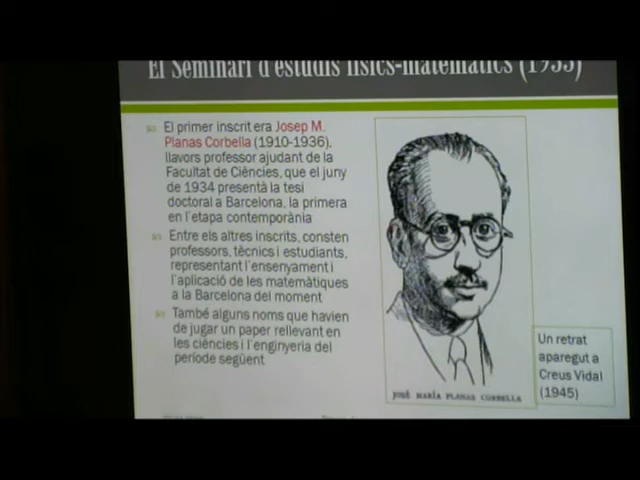 El Seminari d'estudis físics-matemàtics (1933)
El primer inscrit era Josep M.
Planas Corbella (1910-1936),
llavors professor ajudant de la
Facultat de Ciències, que el juny
de 1934 presentà la tesi
doctoral a Barcelona, la primera
en l'etapa contemporània
Entre els altres inscrits, consten
professors, tècnics i estudiants,
representant l'ensenyament i
l'aplicació de les matemàtiques
a la Barcelona del moment
També alguns noms que havien
de jugar un paper rellevant en
les ciències i l'enginyeria del
període següent
JOSÉ MARÍA PLANAS CORBELLA
Un retrat
aparegut a
Creus Vidal
(1945)